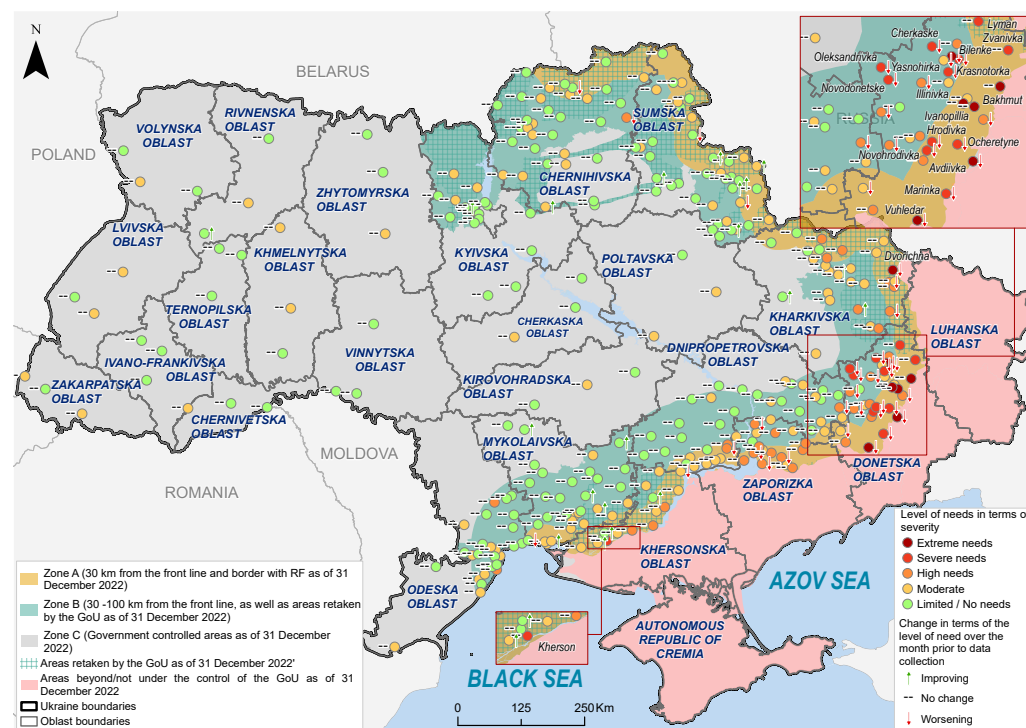 N
BELARUS
POLAND
ROMANIA
MOLDOVA
VOLYNSKA
OBLAST
RIVNENSKA
OBLAST
ZHYTOMYRSKA
OBLAST
CHERNIHIVSKA
OBLAST
SUMSKA
OBLAST
LVIVSKA
OBLAST
KHMELNYTSKA
OBLAST
KYIVSKA
OBLAST
POLTAVSKA
OBLAST
TERNOPILSKA
OBLAST
CHERKASKA
OBLAST
KHARKIVSKA
OBLAST
LUHANSKA
OBLAST
IVANO-FRANKIVSKA
OBLAST
VINNYTSKA
OBLAST
DNIPROPETROVSKA
OBLAST
ZAKARPATSKA
OBLAST
CHERNIVETSKA
OBLAST
KIROVOHRADSKA
OBLAST
MYKOLAIVSKA
OBLAST
DONETSKA
OBLAST
ZAPORIZKA
OBLAST
KHERSONSKA
OBLAST
ODESKA
OBLAST
AUTONOMOUS
REPUBLIC OF
CREMIA
AZOV SEA
BLACK SEA
Kherson
Dvorichna
Lyman
Cherkaske
Zvanivka
Bilenke
Oleksandrivka
Yasnohirka
Krasnotorka
Novodonetske
Illinivka
Bakhmut
Ivanopillia
Hrodivka
Ocheretyne
Novohrodivka
Avdiivka
Marinka
Vuhledar
0 125 250 Km
Zone A (30 km from the front line and border with RF as of 31
December 2022)
Zone B (30 -100 km from the front line, as well as areas retaken
by the GoU as of 31 December 2022)
Zone C (Government controlled areas as of 31 December
2022)
Areas retaken by the GoU as of 31 December 2022'
Areas beyond/not under the control of the GoU as of 31
December 2022
Ukraine boundaries
Oblast boundaries
Level of needs in terms of
severity
Extreme needs
Severe needs
High needs
Moderate
Limited / No needs
Change in terms of the
level of need over the
month prior to data
collection
Improving
-- No change
Worsening